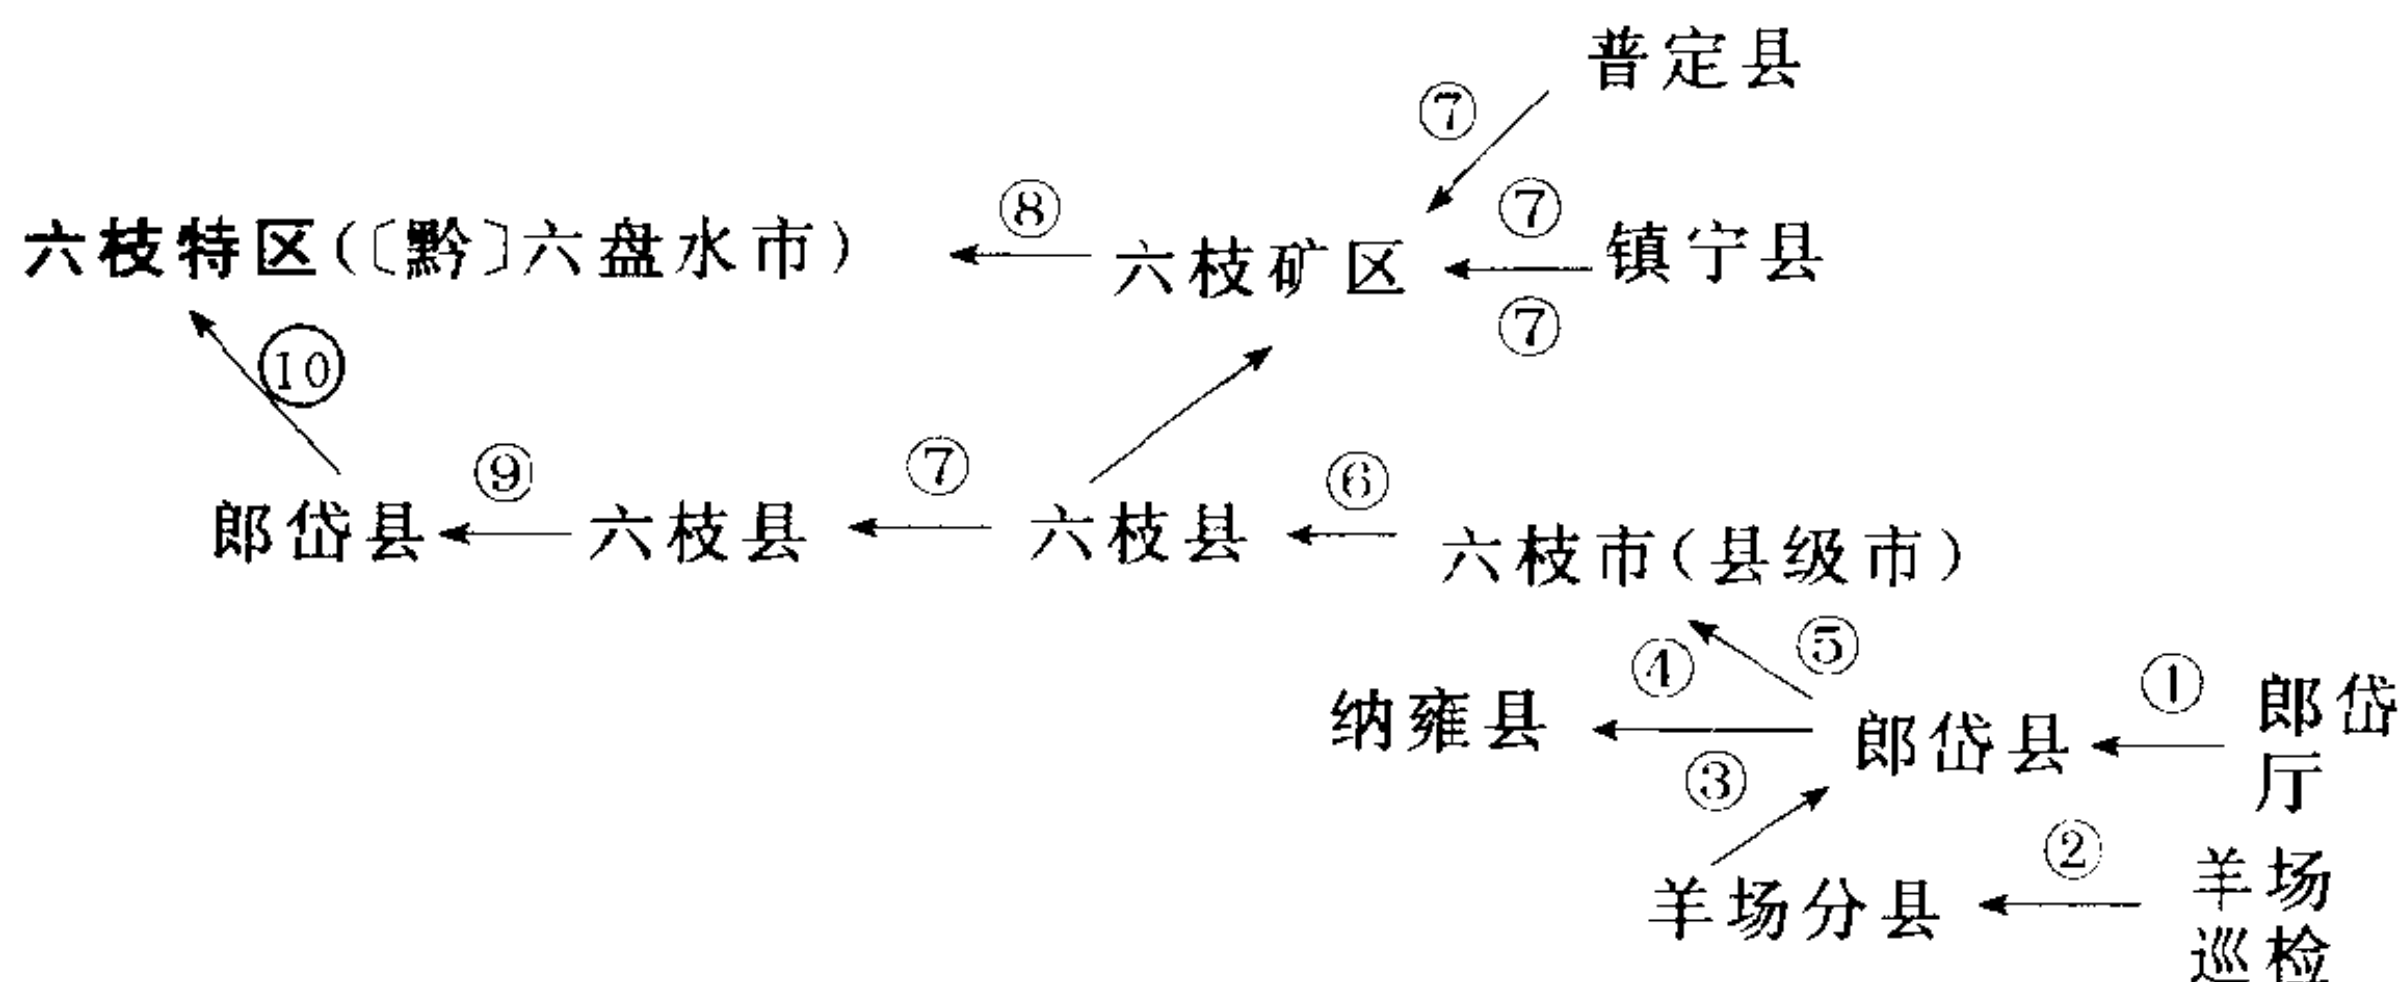 普定县
⑦
⑧
⑦
六枝特区(〔黔〕六盘水市)
六枝矿区
镇宁县
⑦
⑩
⑨
⑦
⑥
郎岱县
六枝县
六枝县
六枝市(县级市)
⑤
④
①
纳雍县
郎岱县
郎岱
厅
③
②
羊场分县
羊场
巡检